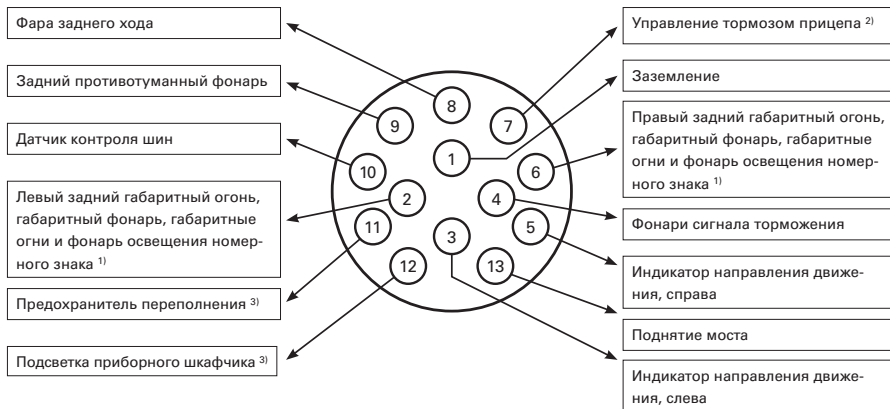 Фара заднего хода
Задний противотуманный фонарь
Датчик контроля шин
Левый задний габаритный огонь,
габаритный фонарь, габаритные
огни и фонарь освещения номер-
ного знака 1)
Предохранитель переполнения 3)
Подсветка приборного шкафчика 3)
8
9
7
1
10
6
2
4
11
5
3
12
13
Управление тормозом прицепа 2)
Заземление
Правый задний габаритный огонь,
габаритный фонарь, габаритные
огни и фонарь освещения номер-
ного знака 1)
Фонари сигнала торможения
Индикатор направления движе-
ния, справа
Поднятие моста
Индикатор направления движе-
ния, слева